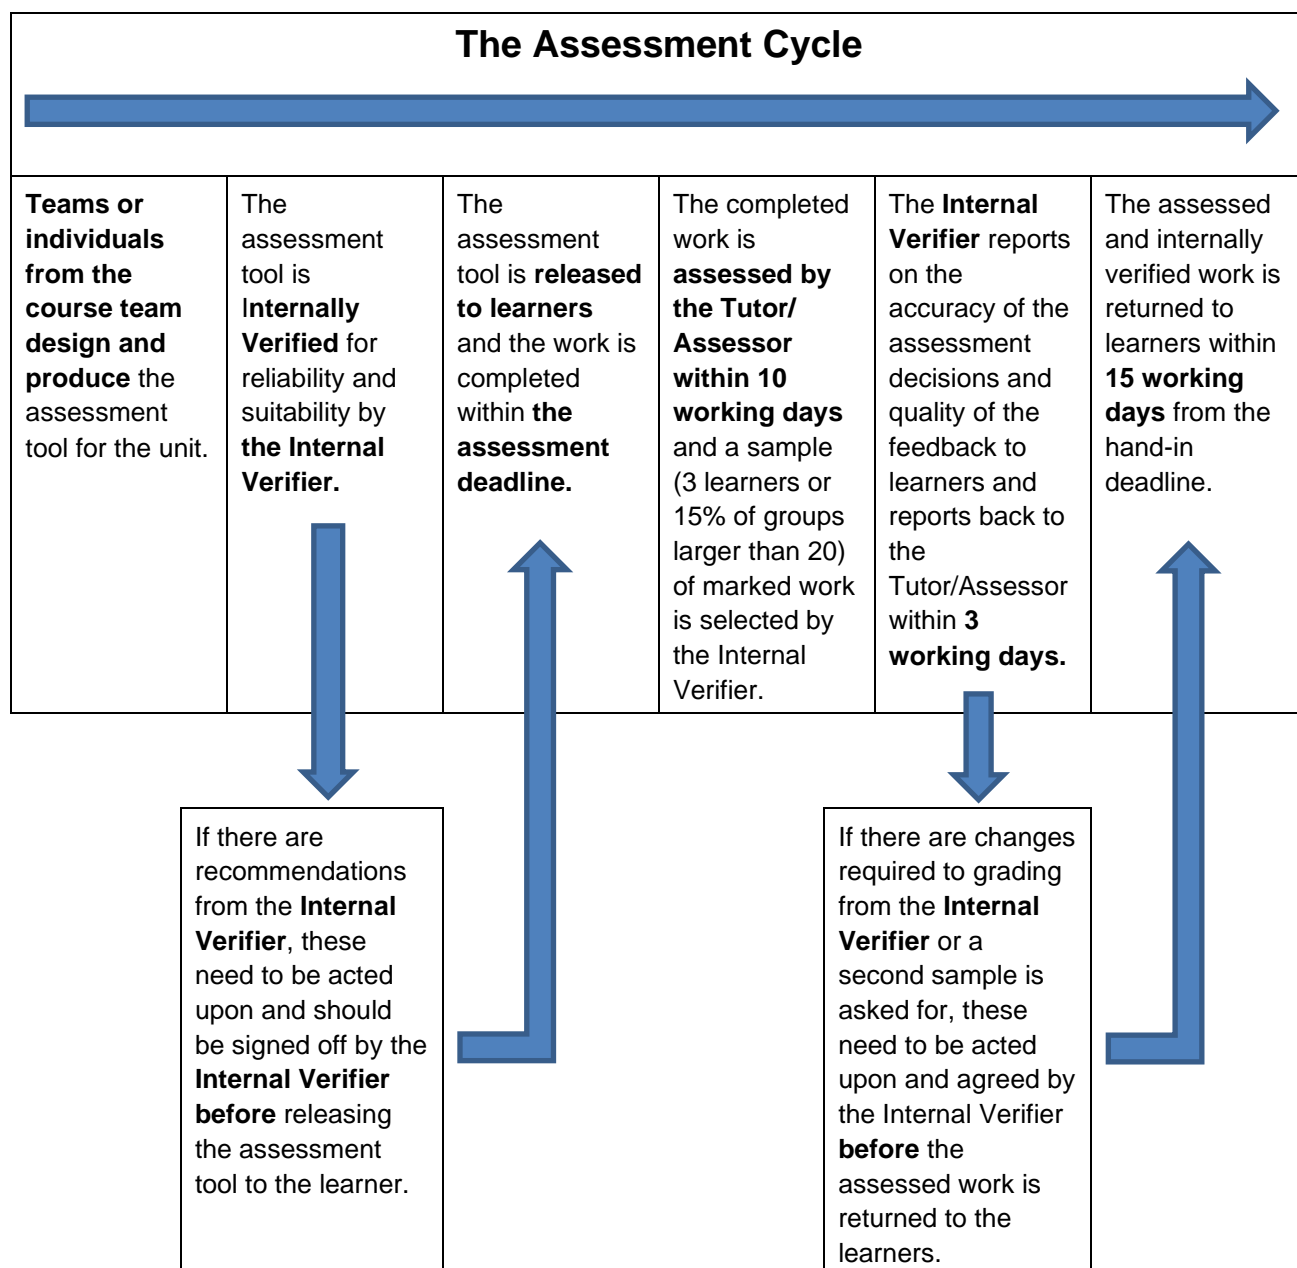 The Assessment Cycle
Teams or
individuals
from the
course team
design and
produce the
assessment
tool for the unit.
The
assessment
tool is
Internally
Verified for
reliability and
suitability by
the Internal
Verifier.
The
assessment
tool is released
to learners
and the work is
completed
within the
assessment
deadline.
The completed
work is
assessed by
the Tutor/
Assessor
within 10
working days
and a sample
(3 learners or
15% of groups
larger than 20)
of marked work
is selected by
the Internal
Verifier.
The Internal
Verifier reports
on the
accuracy of the
assessment
decisions and
quality of the
feedback to
learners and
reports back to
the
Tutor/Assessor
within 3
working days.
The assessed
and internally
verified work is
returned to
learners within
15 working
days from the
hand-in
deadline.
If there are
recommendations
from the Internal
Verifier, these
need to be acted
upon and should
be signed off by the
Internal Verifier
before releasing
the assessment
tool to the learner.
If there are changes
required to grading
from the Internal
Verifier or a
second sample is
asked for, these
need to be acted
upon and agreed by
the Internal Verifier
before the
assessed work is
returned to the
learners.